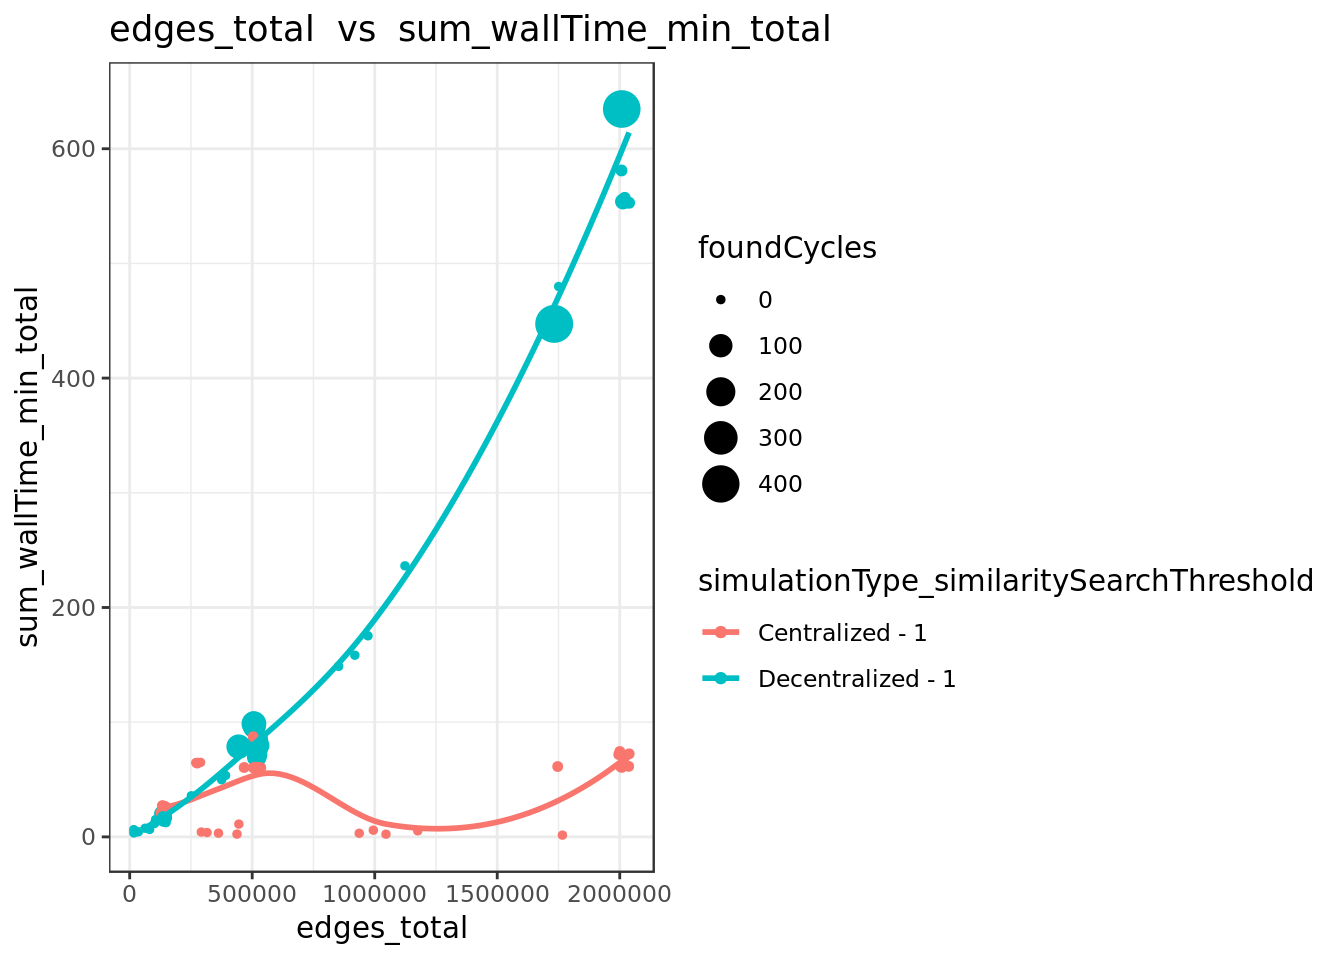 edges_total  vs  sum_wallTime_min_total
sum_wallTime_min_total
600
400
200
0
0
500000
1000000
1500000
2000000
edges_total
foundCycles
0
100
200
300
400
simulationType_similaritySearchThreshold
Centralized - 1
Decentralized - 1